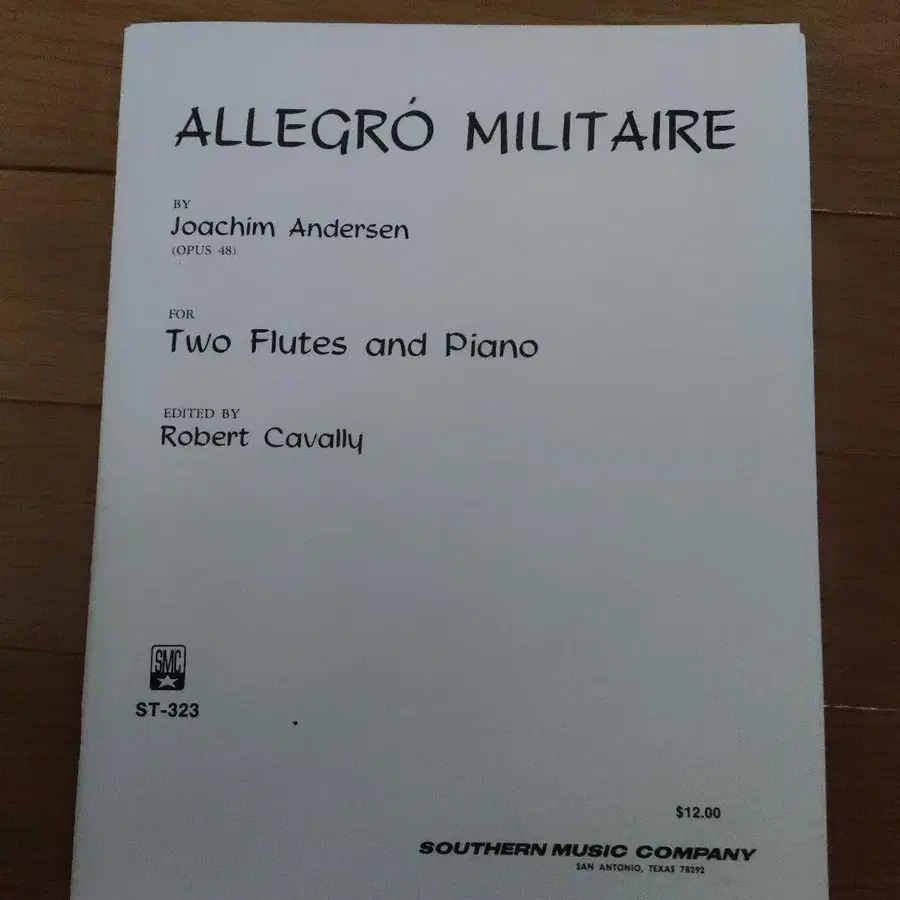 ALLEGRÓ MILITAIRE
BY
Joachim Andersen
(OPUS 48)
FOR
Two Flutes and Piano
EDITED BY
Robert Cavally
SMC
ST-323
$12.00
SOUTHERN MUSIC COMPANY
SAN ANTONIO, TEXAS 78292